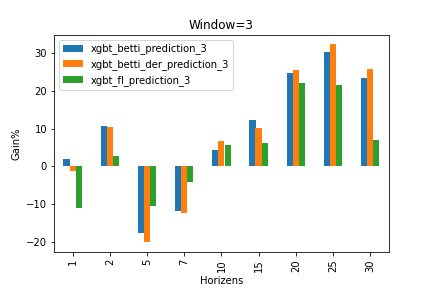 Window=3
xgbt_betti_prediction_3
xgbt_betti_der_prediction_3
xgbt_fl_prediction_3
Gain%
30
20
10
0
−10
−20
1 2 5 7 10 15 20 25 30
Horizens